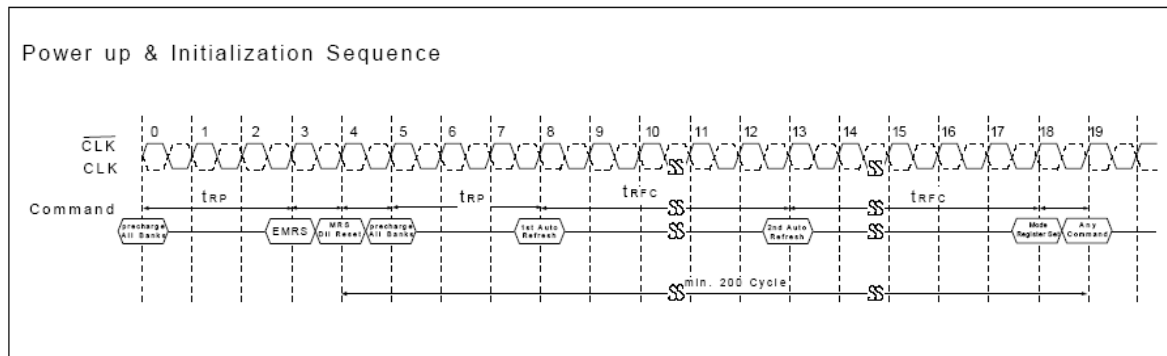 Power up & Initialization Sequence
0 1 2 3 4 5 6 7 8 9 10 11 12 13 14 15 16 17 18 19
CLK
CLK
tRP tRP tRFC tRFC
Command
precharge All Banks
EMRS
MRS Dll Reset
precharge All Banks
1st Auto Refresh
2nd Auto Refresh
Mode Register Set
Any Command
min. 200 Cycle